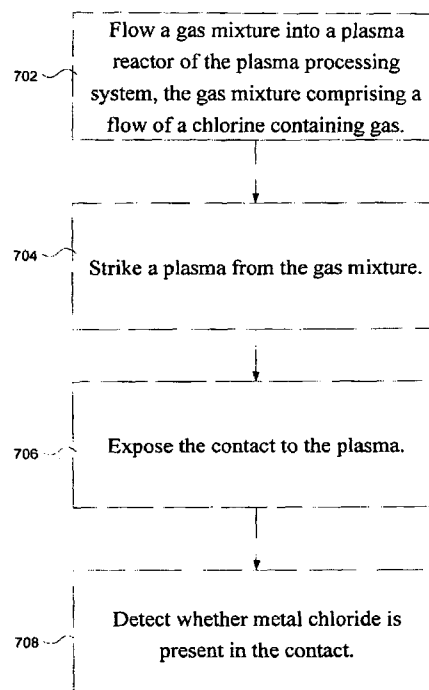 Flow a gas mixture into a plasma
reactor of the plasma processing
702
system, the gas mixture comprising a
flow of a chlorine containing gas.
704
Strike a plasma from the gas mixture.
Expose the contact to the plasma.
706
Detect whether metal chloride is
present in the contact.
708